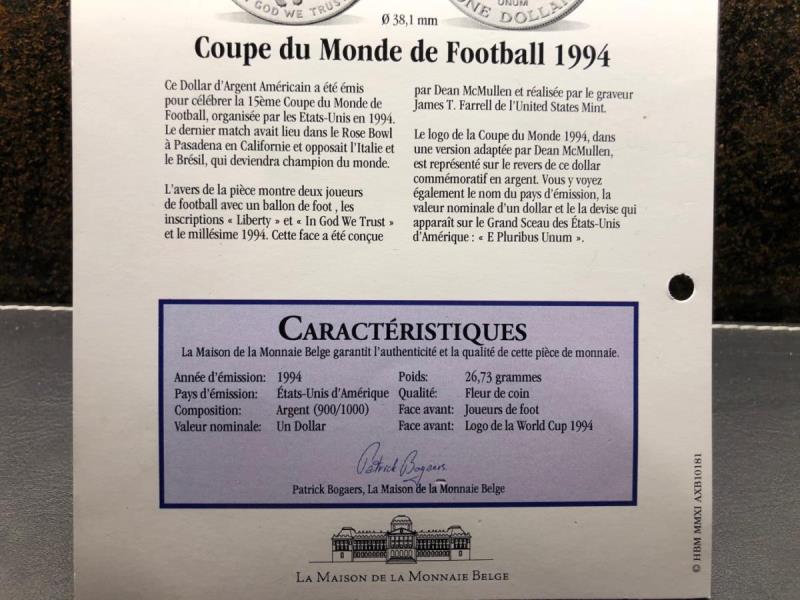 GOD WE TRUST
UNUM
ONE DOLLAR
Ø 38,1 mm
Coupe du Monde de Football 1994
Ce Dollar d'Argent Américain a été émis
pour célébrer la 15ème Coupe du Monde de
Football, organisée par les Etats-Unis en 1994.
Le dernier match avait lieu dans le Rose Bowl
à Pasadena en Californie et opposait l'Italie et
le Brésil, qui deviendra champion du monde.
L'avers de la pièce montre deux joueurs
de football avec un ballon de foot , les
inscriptions « Liberty » et « In God We Trust »
et le millésime 1994. Cette face a été conçue
par Dean McMullen et réalisée par le graveur
James T. Farrell de l'United States Mint.
Le logo de la Coupe du Monde 1994, dans
une version adaptée par Dean McMullen,
est représenté sur le revers de ce dollar
commémoratif en argent. Vous y voyez
également le nom du pays d'émission, la
valeur nominale d'un dollar et le la devise qui
apparaît sur le Grand Sceau des États-Unis
d'Amérique : « E Pluribus Unum ».
CARACTÉRISTIQUES
La Maison de la Monnaie Belge garantit l'authenticité et la qualité de cette pièce de monnaie.
Année d'émission: 1994 Poids: 26,73 grammes
Pays d'émission: États-Unis d'Amérique Qualité: Fleur de coin
Composition: Argent (900/1000) Face avant: Joueurs de foot
Valeur nominale: Un Dollar Face avant: Logo de la World Cup 1994
Patrick Bogaers
Patrick Bogaers, La Maison de la Monnaie Belge
LA MAISON DE LA MONNAIE BELGE
© HBM MMXI AXB10181